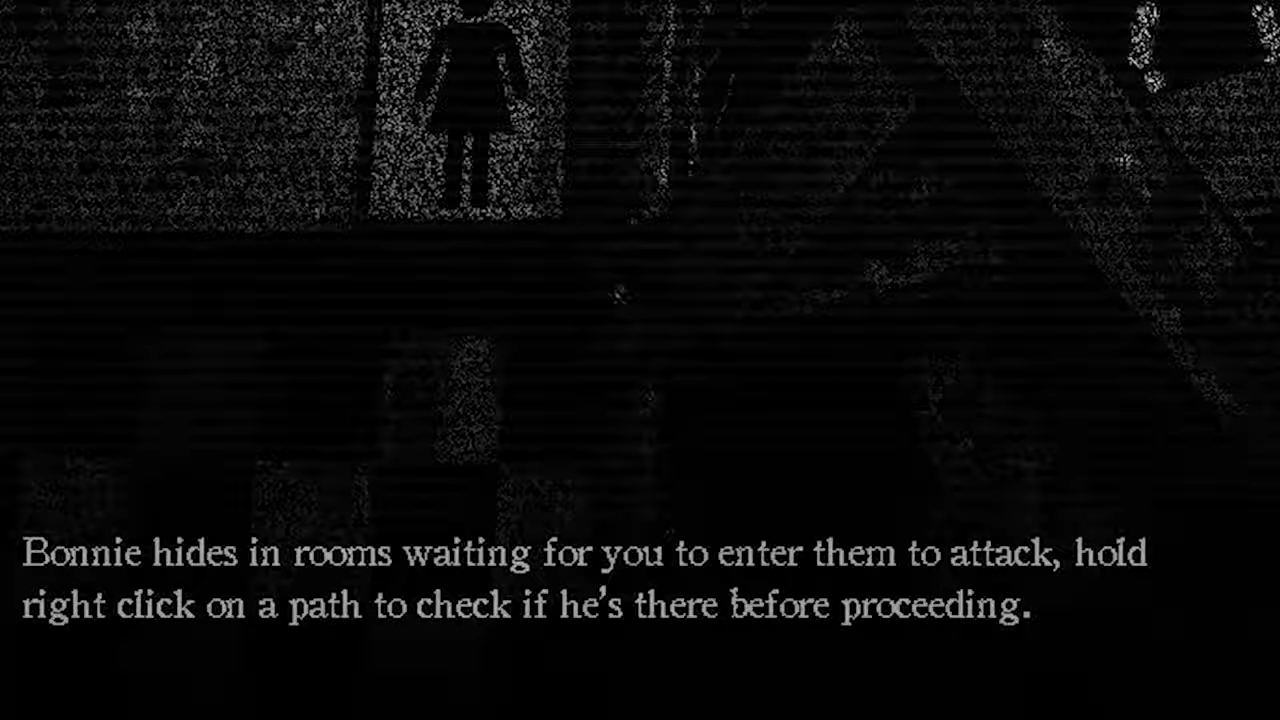 Bonnie hides in rooms waiting for you to enter them to attack, hold
right click on a path to check if he's there before proceeding.